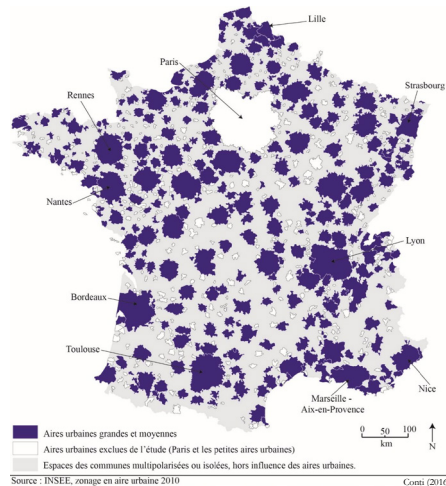 Lille
Paris
Rennes
Strasbourg
Nantes
Lyon
Bordeaux
Toulouse
Nice
Marseille -
Aix-en-Provence
Aires urbaines grandes et moyennes
Aires urbaines exclues de l'étude (Paris et les petites aires urbaines)
Espaces des communes multipolarisées ou isolées, hors influence des aires urbaines.
0 50 100
km
N
Source : INSEE, zonage en aire urbaine 2010
Conti (2016